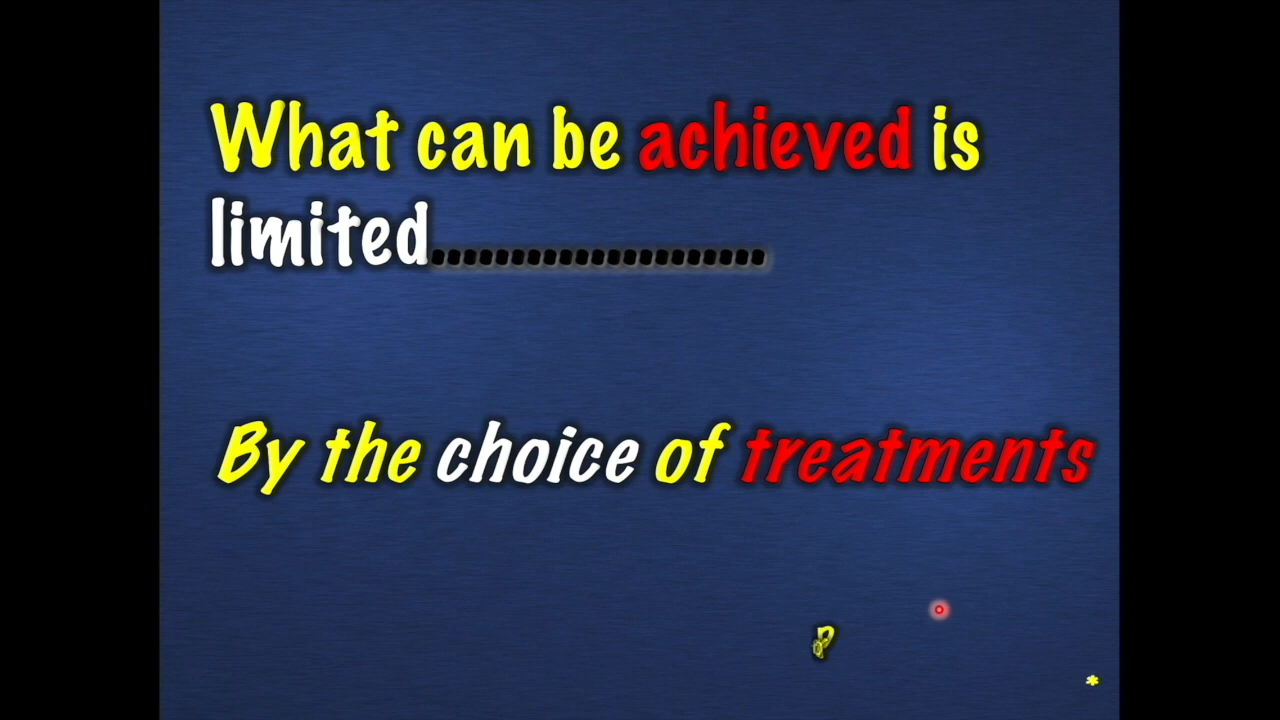 What can be achieved is
limited.....................
By the choice of treatments
*